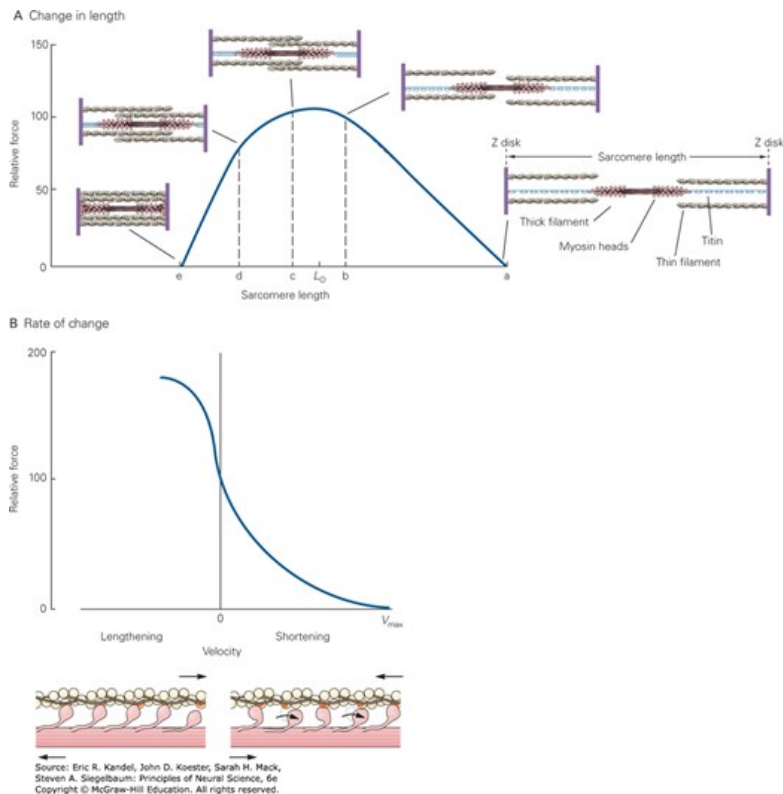 A Change in length
150
100
50
0
Relative force
e
d
c
L₀
b
a
Sarcomere length
Z disk
Z disk
Sarcomere length
Thick filament
Myosin heads
Thin filament
Titin
B Rate of change
200
100
0
Relative force
0
Vmax
Lengthening
Shortening
Velocity
Source: Eric R. Kandel, John D. Koester, Sarah H. Mack,
Steven A. Siegelbaum: Principles of Neural Science, 6e
Copyright © McGraw-Hill Education. All rights reserved.